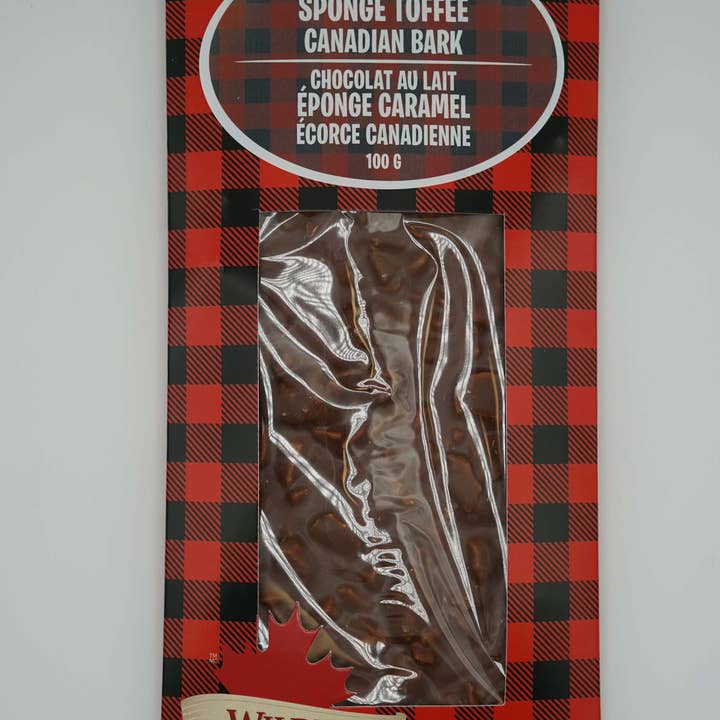 SPONGE TOFFEE
CANADIAN BARK
CHOCOLAT AU LAIT
ÉPONGE CARAMEL
ÉCORCE CANADIENNE
100 G